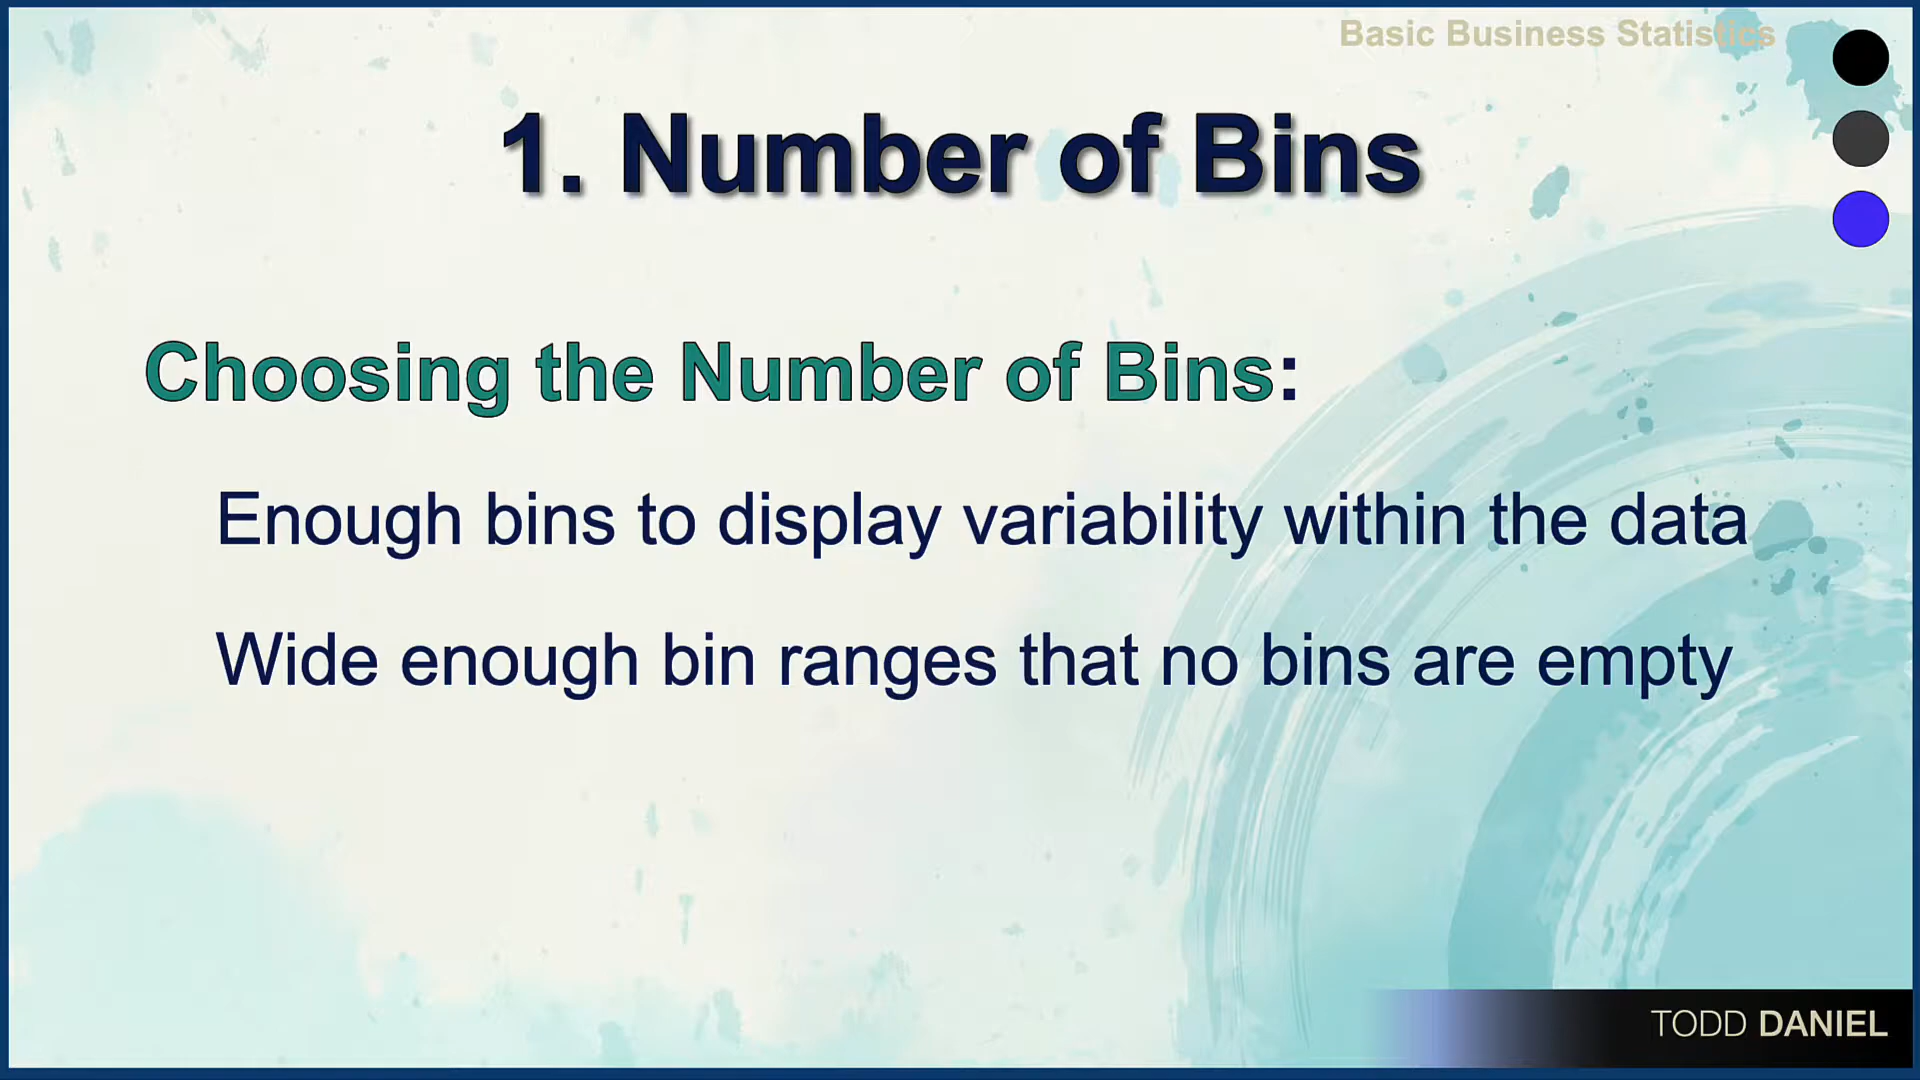 Basic Business Statistics
1. Number of Bins
Choosing the Number of Bins:
Enough bins to display variability within the data
Wide enough bin ranges that no bins are empty
TODD DANIEL